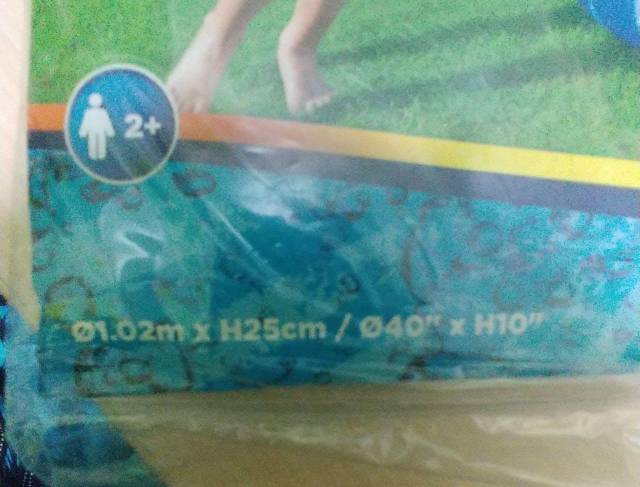 2+
Ø1.02m x H25cm / Ø40" x H10"